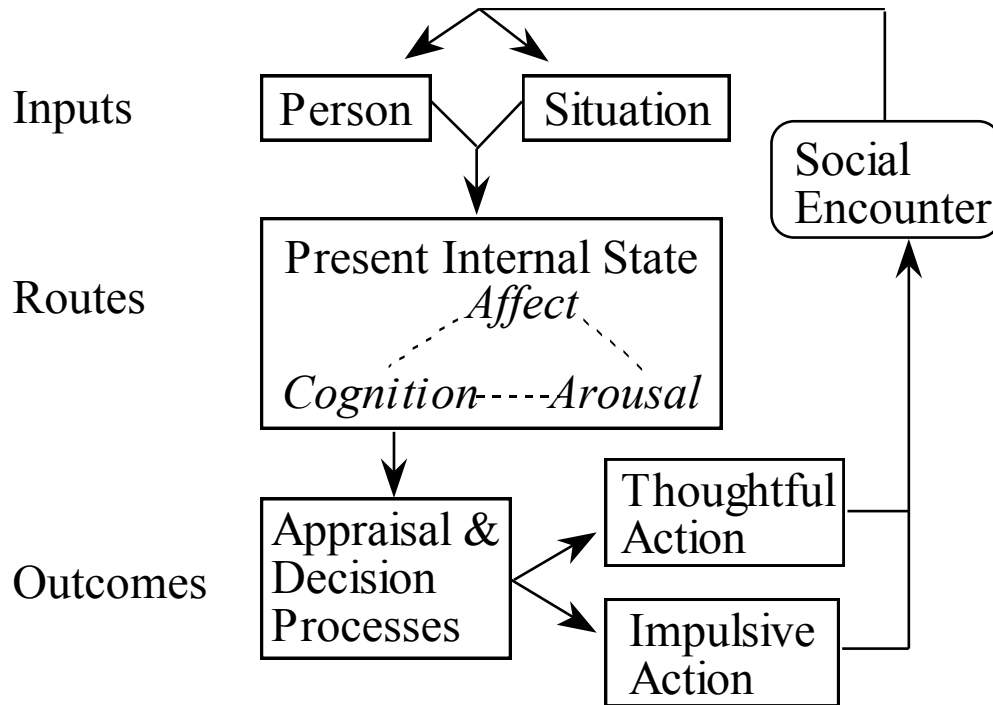 Inputs
Person
Situation
Social
Encounter
Routes
Present Internal State
Affect
Cognition
Arousal
Outcomes
Appraisal &
Decision
Processes
Thoughtful
Action
Impulsive
Action